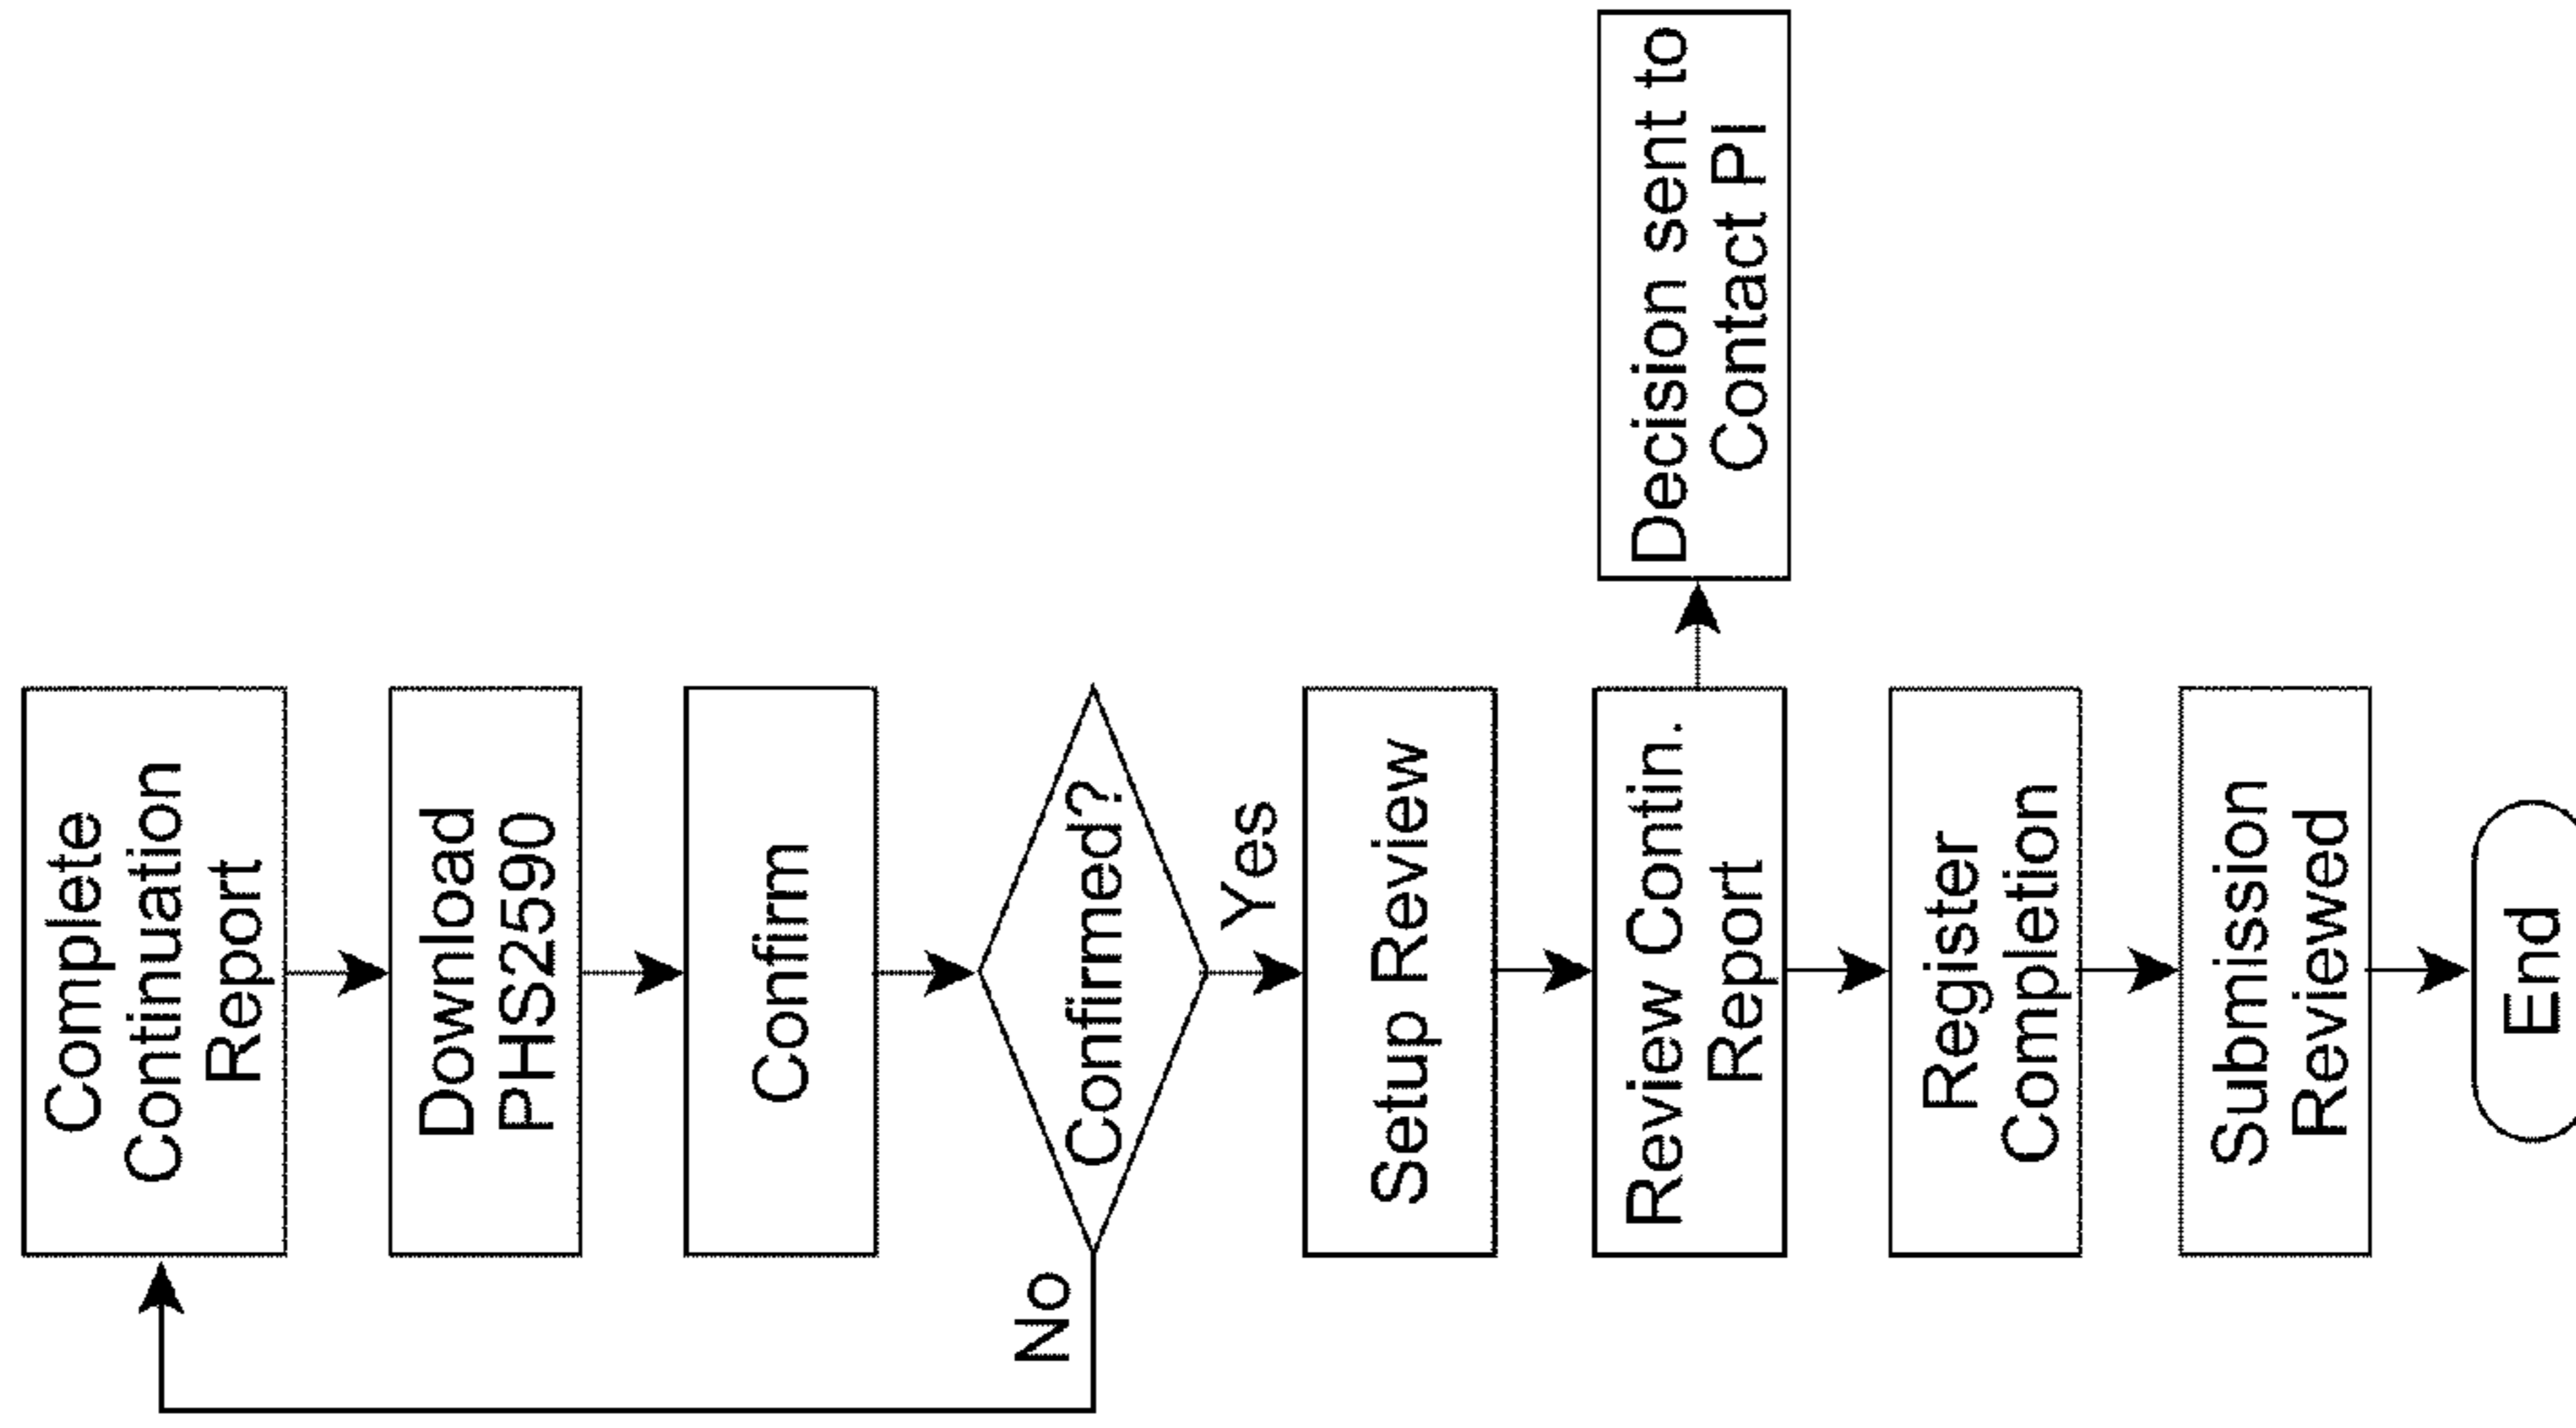 Complete
Continuation
Report
Download
PHS2590
Confirm
Confirmed?
No
Yes
Setup Review
Review Contin.
Report
Decision sent to
Contact PI
Register
Completion
Submission
Reviewed
End